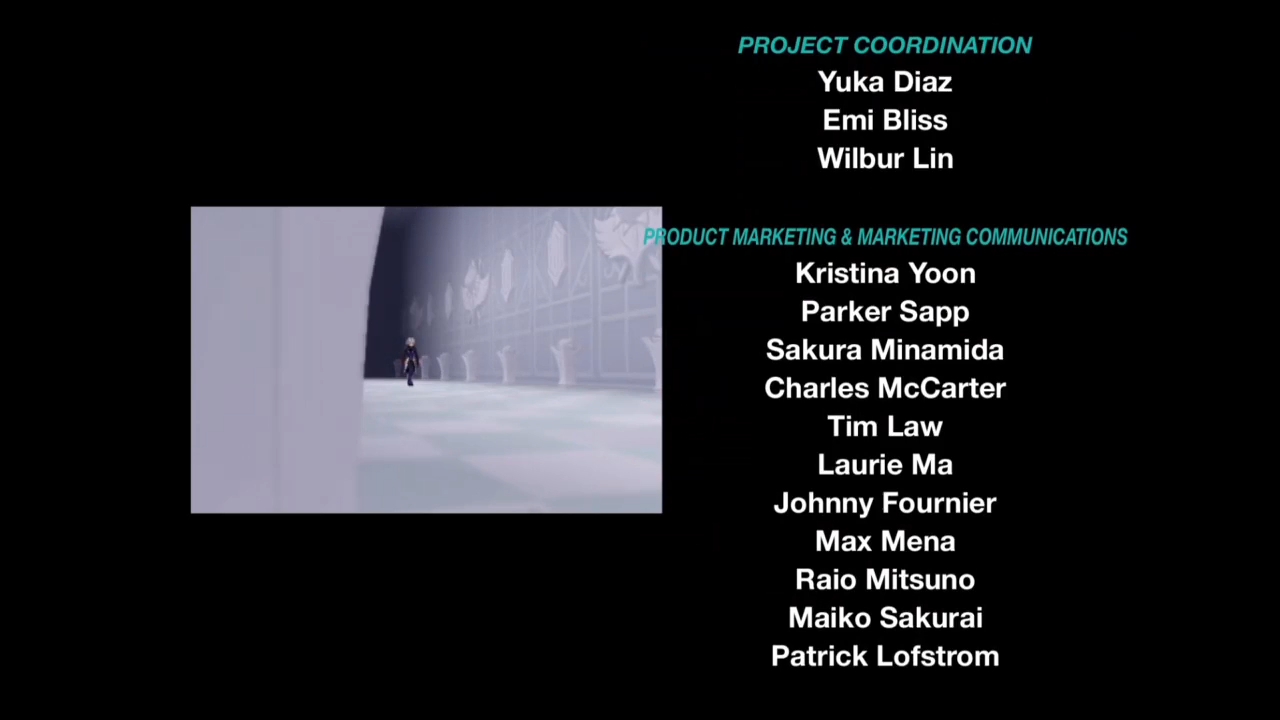 PROJECT COORDINATION
Yuka Diaz
Emi Bliss
Wilbur Lin
PRODUCT MARKETING & MARKETING COMMUNICATIONS
Kristina Yoon
Parker Sapp
Sakura Minamida
Charles McCarter
Tim Law
Laurie Ma
Johnny Fournier
Max Mena
Raio Mitsuno
Maiko Sakurai
Patrick Lofstrom